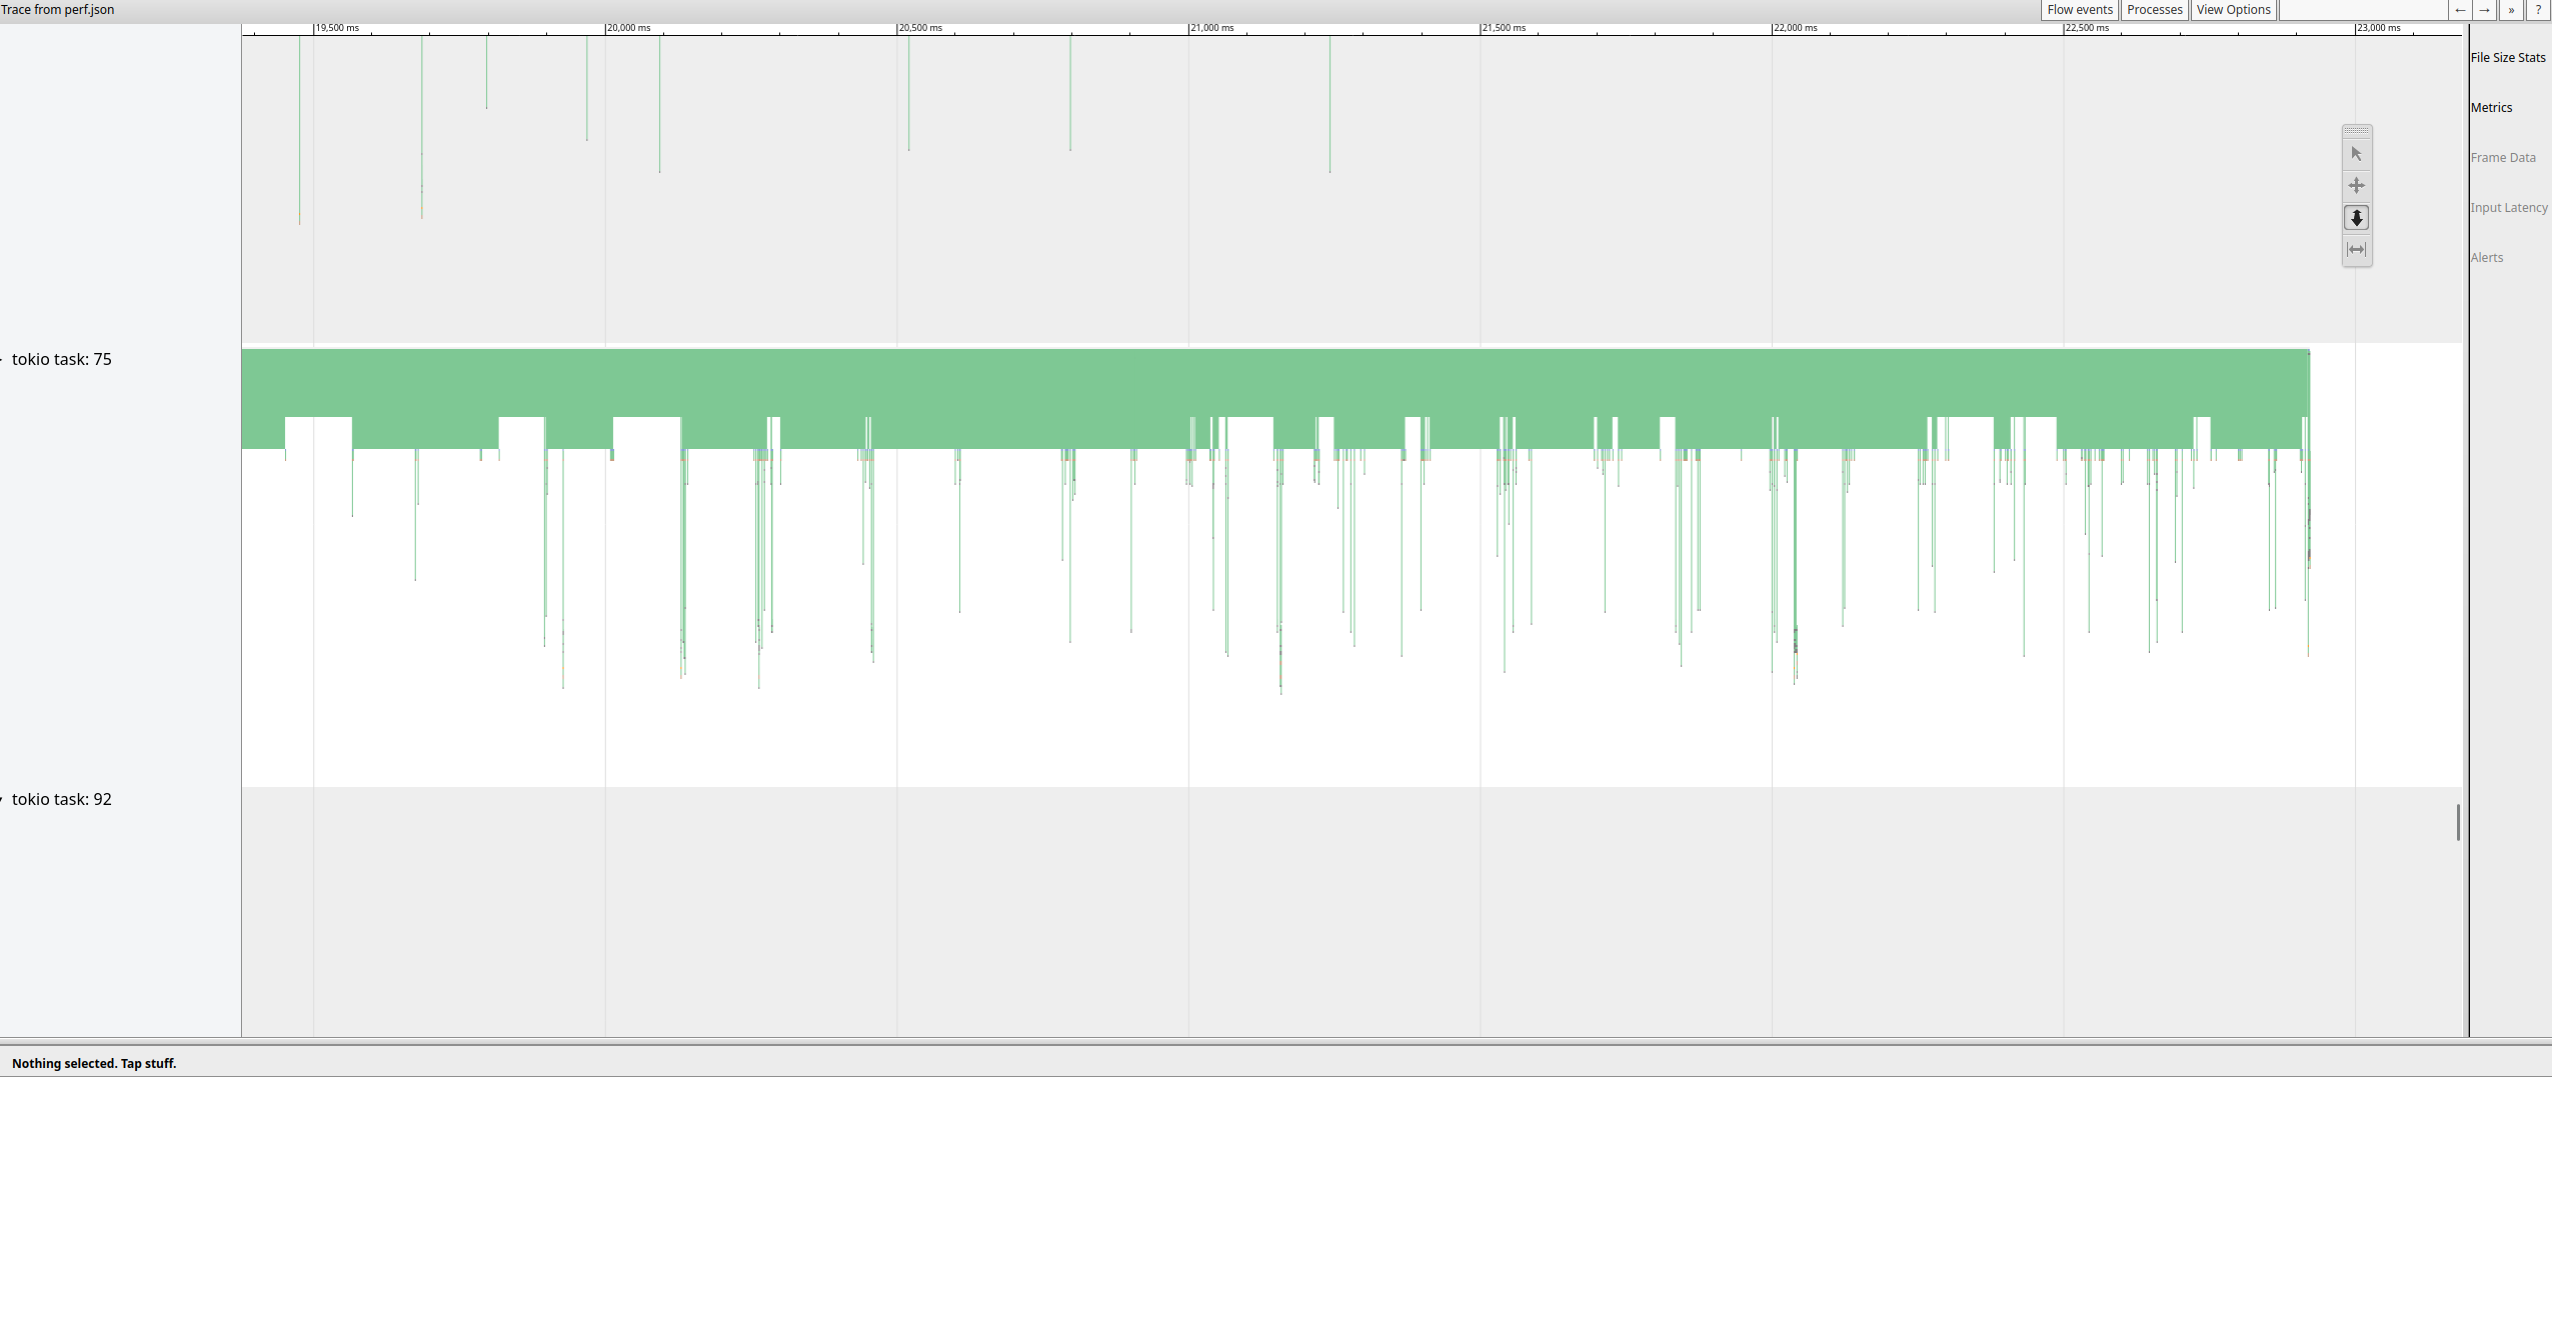 Trace from perf.json
Flow events Processes View Options ← → » ?
19,500 ms 20,000 ms 20,500 ms 21,000 ms 21,500 ms 22,000 ms 22,500 ms 23,000 ms
File Size Stats
Metrics
Frame Data
Input Latency
Alerts
tokio task: 75
tokio task: 92
Nothing selected. Tap stuff.